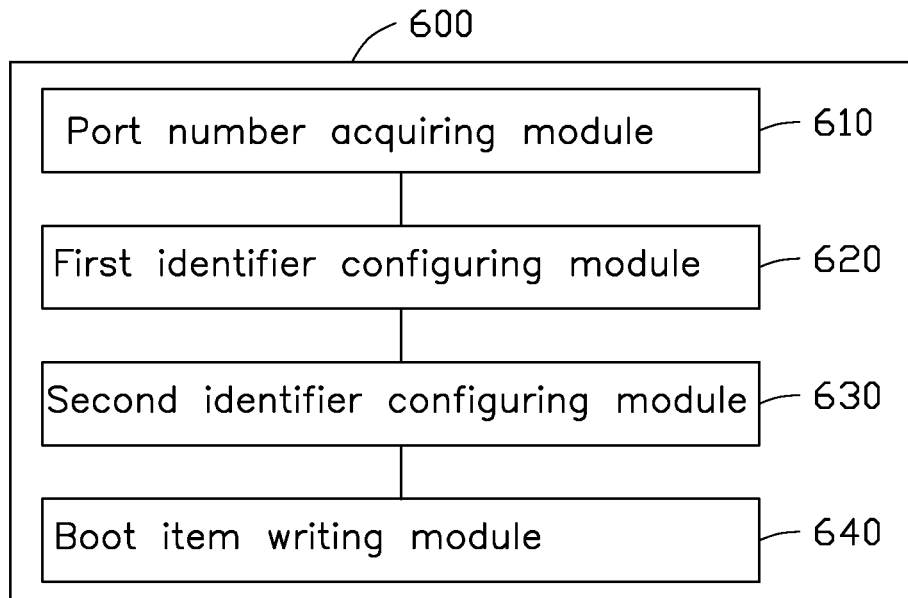 600
Port number acquiring module 610
First identifier configuring module 620
Second identifier configuring module 630
Boot item writing module 640